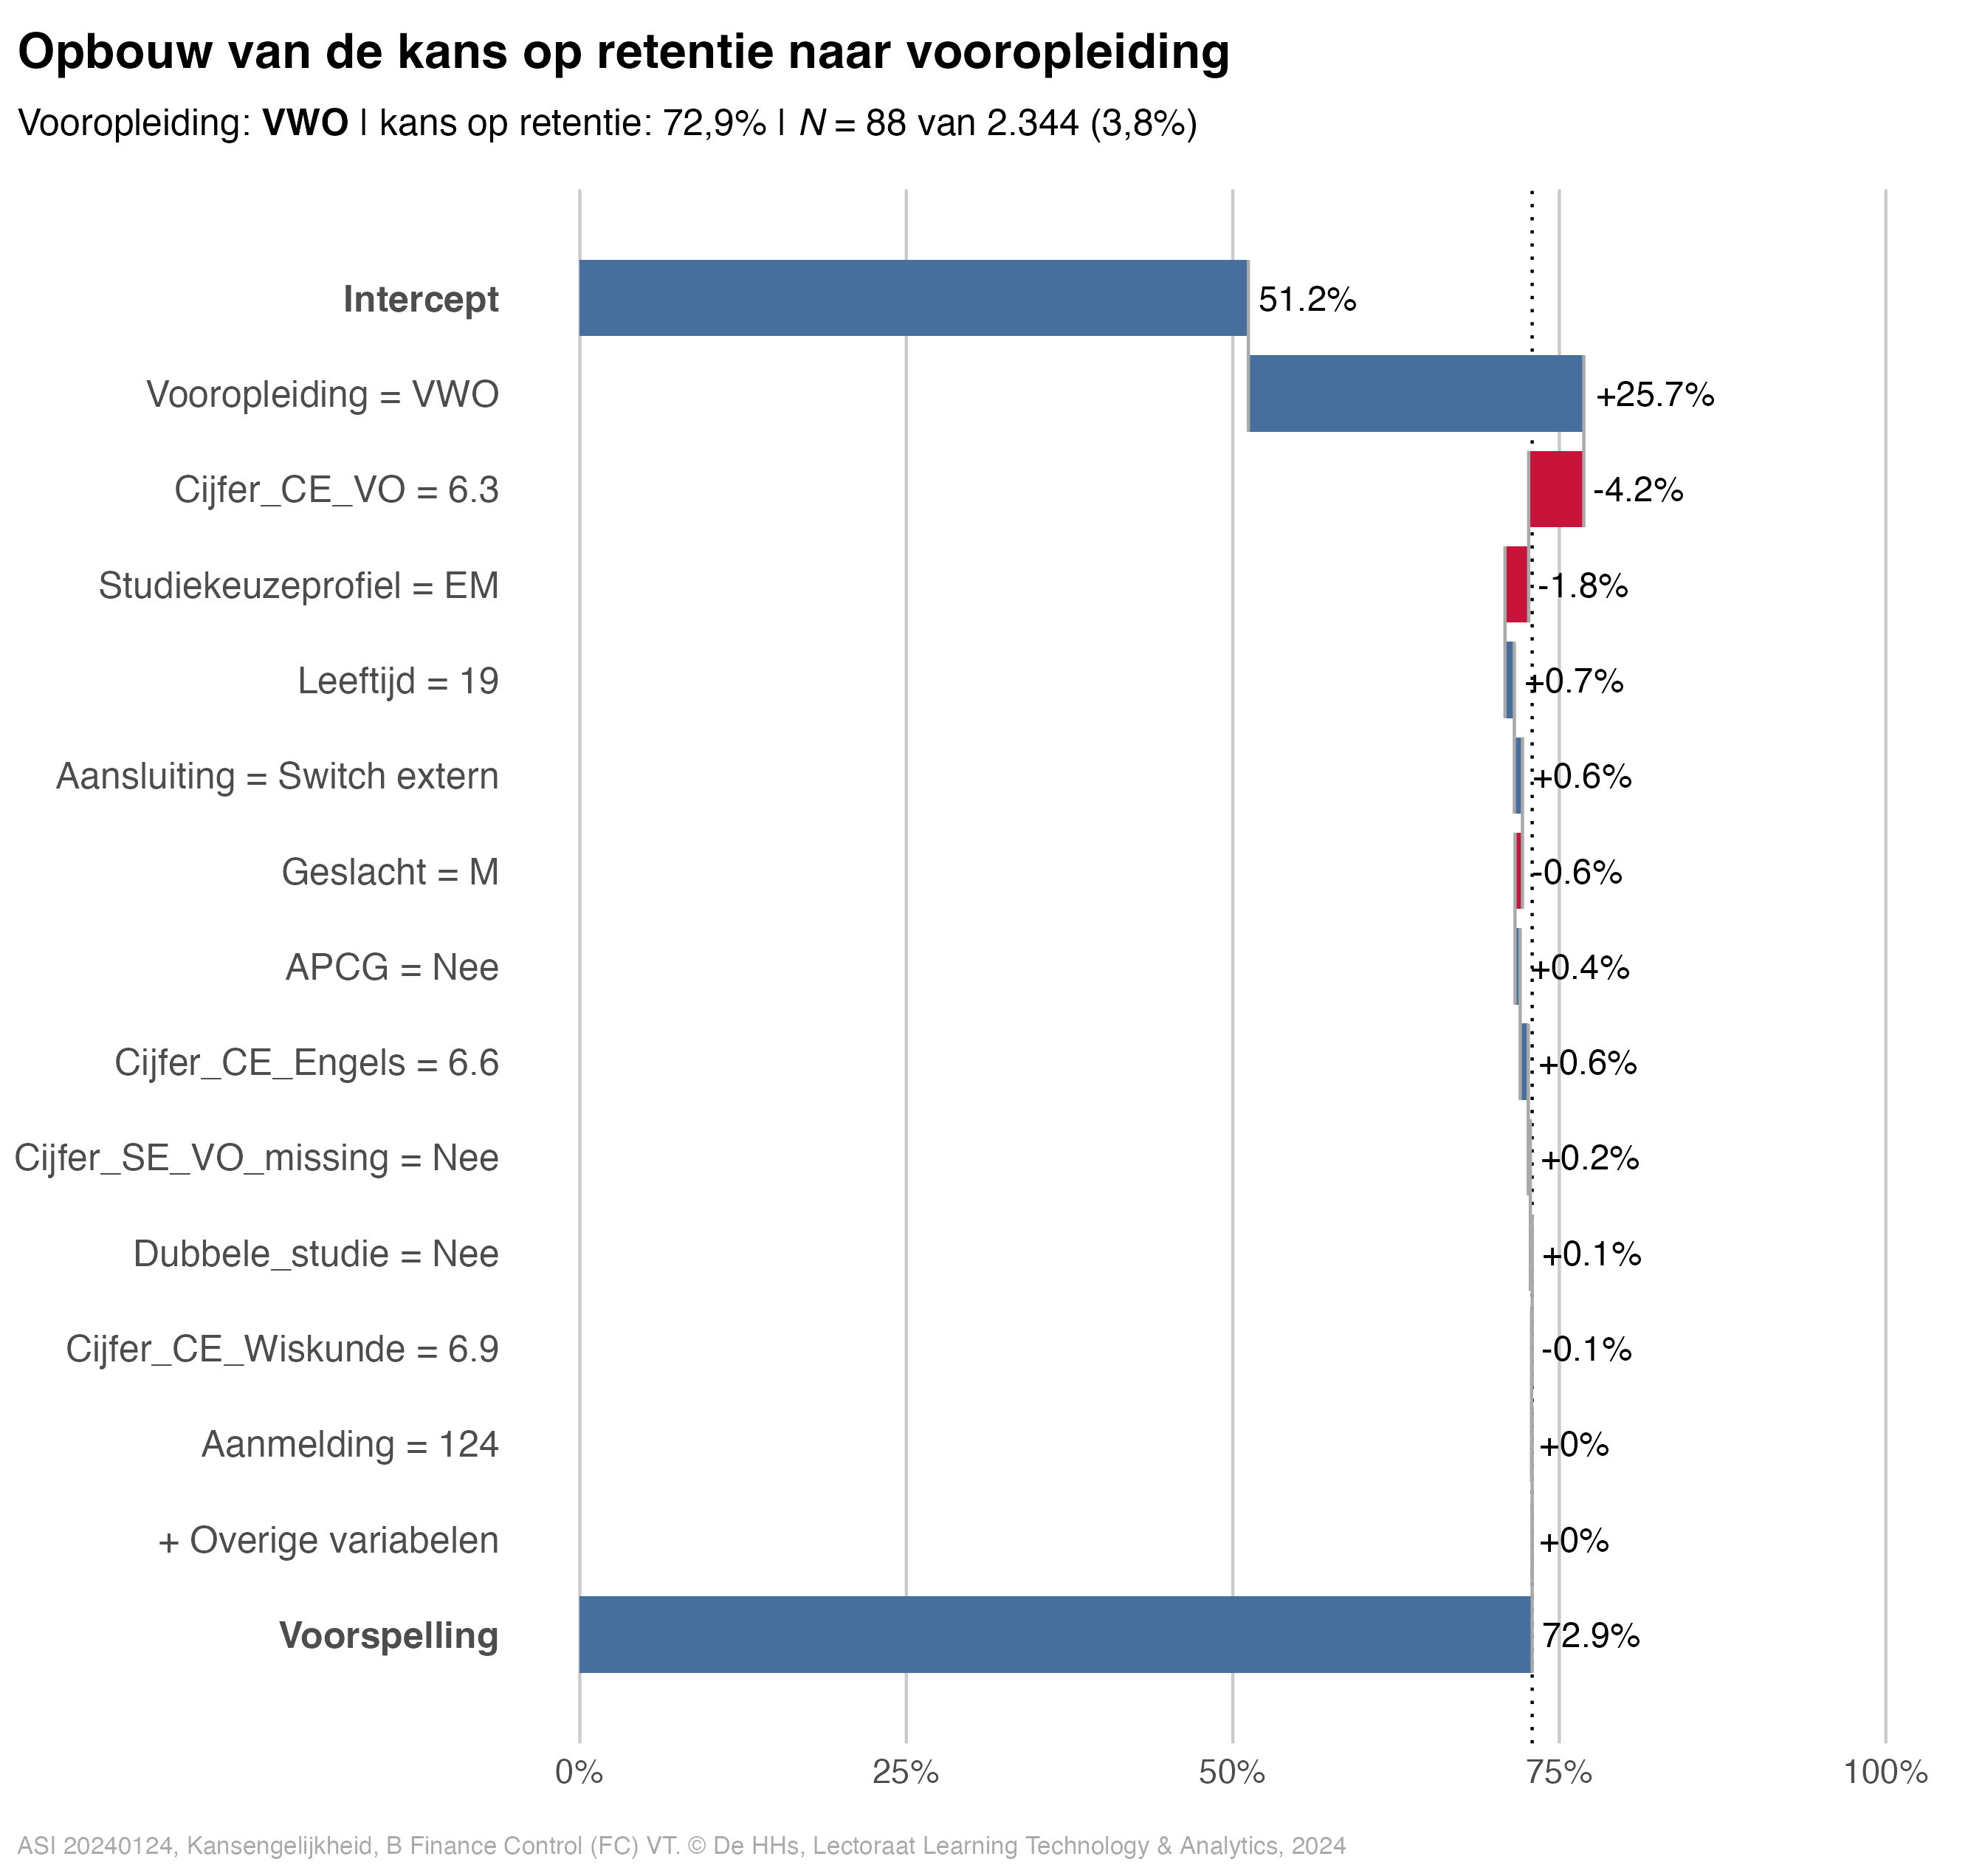 Opbouw van de kans op retentie naar vooropleiding
Vooropleiding: VWO | kans op retentie: 72,9% | N = 88 van 2.344 (3,8%)
Intercept 51.2%
Vooropleiding = VWO +25.7%
Cijfer_CE_VO = 6.3 -4.2%
Studiekeuzeprofiel = EM -1.8%
Leeftijd = 19 +0.7%
Aansluiting = Switch extern +0.6%
Geslacht = M -0.6%
APCG = Nee +0.4%
Cijfer_CE_Engels = 6.6 +0.6%
Cijfer_SE_VO_missing = Nee +0.2%
Dubbele_studie = Nee +0.1%
Cijfer_CE_Wiskunde = 6.9 -0.1%
Aanmelding = 124 +0%
+ Overige variabelen +0%
Voorspelling 72.9%
0% 25% 50% 75% 100%
ASI 20240124, Kansengelijkheid, B Finance Control (FC) VT. © De HHs, Lectoraat Learning Technology & Analytics, 2024